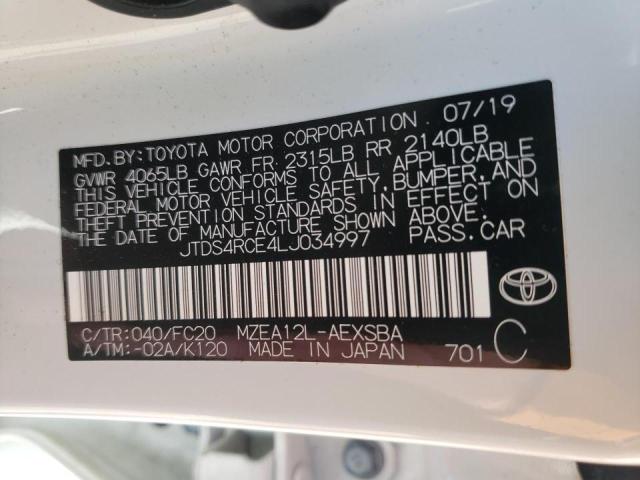 MFD.BY:TOYOTA MOTOR CORPORATION 07/19
GVWR 4065LB GAWR FR 2315LB RR 2140LB
THIS VEHICLE CONFORMS TO ALL APPLICABLE
FEDERAL MOTOR VEHICLE SAFETY,BUMPER,AND
THEFT PREVENTION STANDARDS IN EFFECT ON
THE DATE OF MANUFACTURE SHOWN ABOVE.
JTDS4RCE4LJ034997 PASS.CAR
C/TR:040/FC20 MZEA12L-AEXSBA
A/TM:-02A/K120 MADE IN JAPAN 701 C